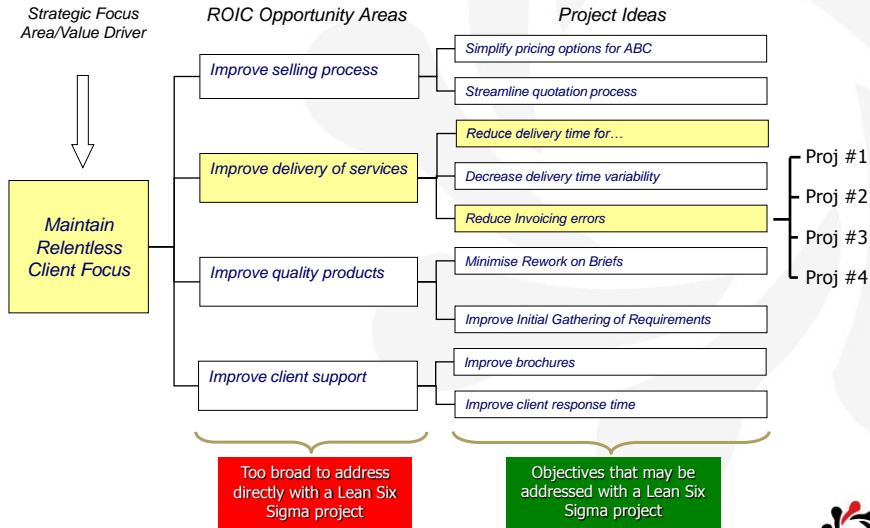 Strategic Focus
Area/Value Driver
ROIC Opportunity Areas
Project Ideas
Maintain
Relentless
Client Focus
Improve selling process
Improve delivery of services
Improve quality products
Improve client support
Simplify pricing options for ABC
Streamline quotation process
Reduce delivery time for…
Decrease delivery time variability
Reduce Invoicing errors
Minimise Rework on Briefs
Improve Initial Gathering of Requirements
Improve brochures
Improve client response time
Proj #1
Proj #2
Proj #3
Proj #4
Too broad to address
directly with a Lean Six
Sigma project
Objectives that may be
addressed with a Lean Six
Sigma project